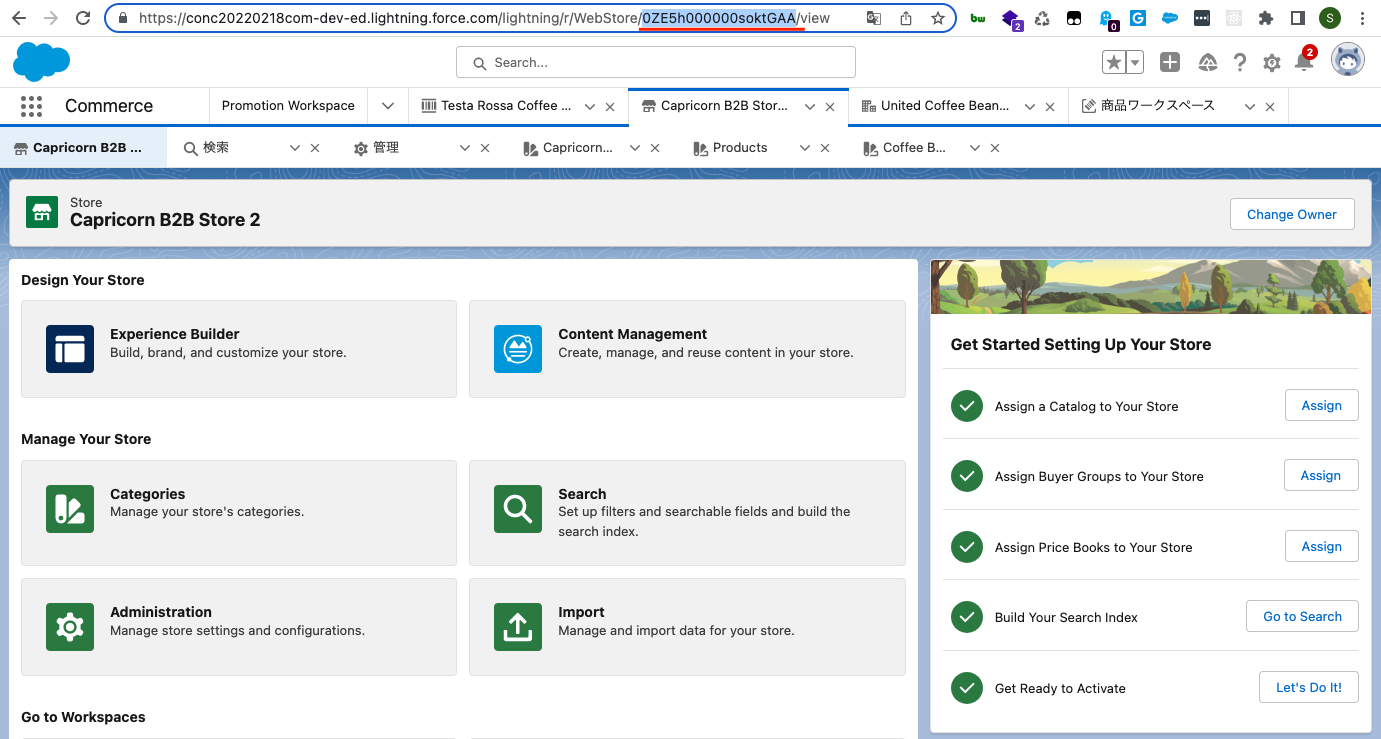 https://conc20220218com-dev-ed.lightning.force.com/lightning/r/WebStore/0ZE5h000000soktGAA/view
bw
2
0
G
S
Search...
2
Commerce
Promotion Workspace
Testa Rossa Coffee ...
Capricorn B2B Stor...
United Coffee Bean...
商品ワークスペース
Capricorn B2B ...
検索
管理
Capricorn...
Products
Coffee B...
Store
Capricorn B2B Store 2
Change Owner
Design Your Store
Experience Builder
Build, brand, and customize your store.
Content Management
Create, manage, and reuse content in your store.
Manage Your Store
Categories
Manage your store's categories.
Search
Set up filters and searchable fields and build the
search index.
Administration
Manage store settings and configurations.
Import
Manage and import data for your store.
Go to Workspaces
Get Started Setting Up Your Store
Assign a Catalog to Your Store
Assign
Assign Buyer Groups to Your Store
Assign
Assign Price Books to Your Store
Assign
Build Your Search Index
Go to Search
Get Ready to Activate
Let's Do It!